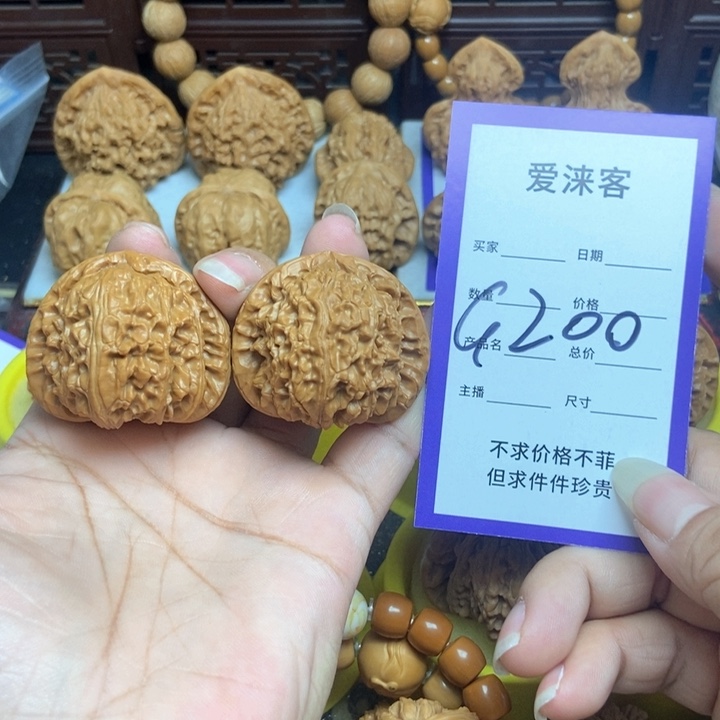 爱涞客
买家 日期
数量 价格
G200
产品名 总价
主播 尺寸
不求价格不菲
但求件件珍贵